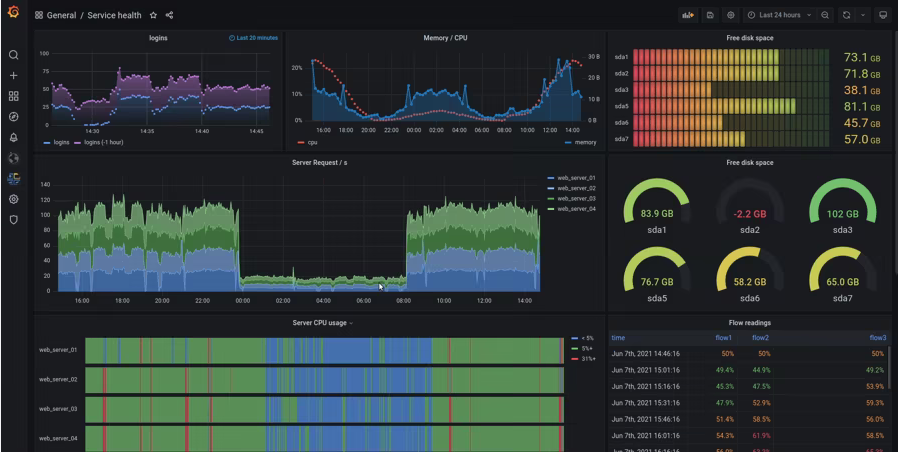 General / Service health
Last 24 hours
logins
Last 20 minutes
100
75
50
25
0
14:30
14:35
14:40
14:45
logins
logins (-1 hour)
Memory / CPU
20%
10%
0%
30 B
20 B
10 B
0 B
16:00 18:00 20:00 22:00 00:00 02:00 04:00 06:00 08:00 10:00 12:00 14:00
cpu
memory
Free disk space
sda1 73.1 GB
sda2 71.8 GB
sda3 38.1 GB
sda5 81.1 GB
sda6 45.7 GB
sda7 57.0 GB
Server Request / s
140
120
100
80
60
40
20
0
16:00 18:00 20:00 22:00 00:00 02:00 04:00 06:00 08:00 10:00 12:00 14:00
web_server_01
web_server_02
web_server_03
web_server_04
Free disk space
83.9 GB
sda1
-2.2 GB
sda2
102 GB
sda3
76.7 GB
sda5
58.2 GB
sda6
65.0 GB
sda7
Server CPU usage
web_server_01
web_server_02
web_server_03
web_server_04
< 5%
5%+
31%+
Flow readings
time flow1 flow2 flow3
Jun 7th, 2021 14:46:16 50% 50% 50%
Jun 7th, 2021 15:01:16 49.4% 44.9% 49.2%
Jun 7th, 2021 15:16:16 45.3% 47.5% 53.9%
Jun 7th, 2021 15:31:16 47.9% 52.9% 59.3%
Jun 7th, 2021 15:46:16 51.4% 58.5% 56.0%
Jun 7th, 2021 16:01:16 54.3% 61.9% 58.5%